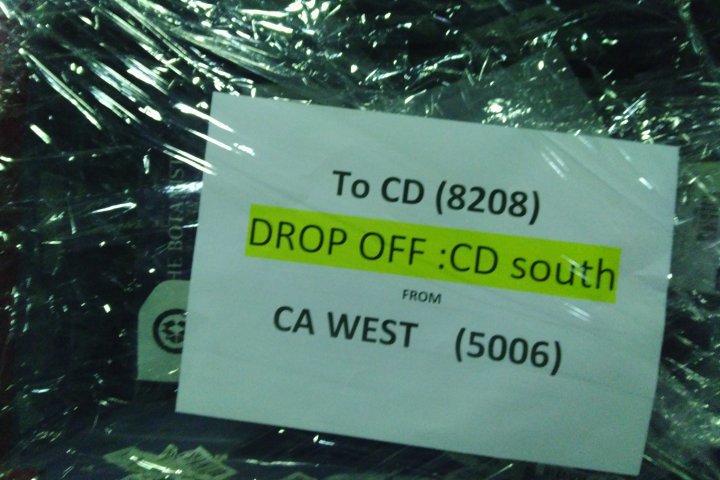 To CD (8208)
DROP OFF :CD south
FROM
CA WEST (5006)